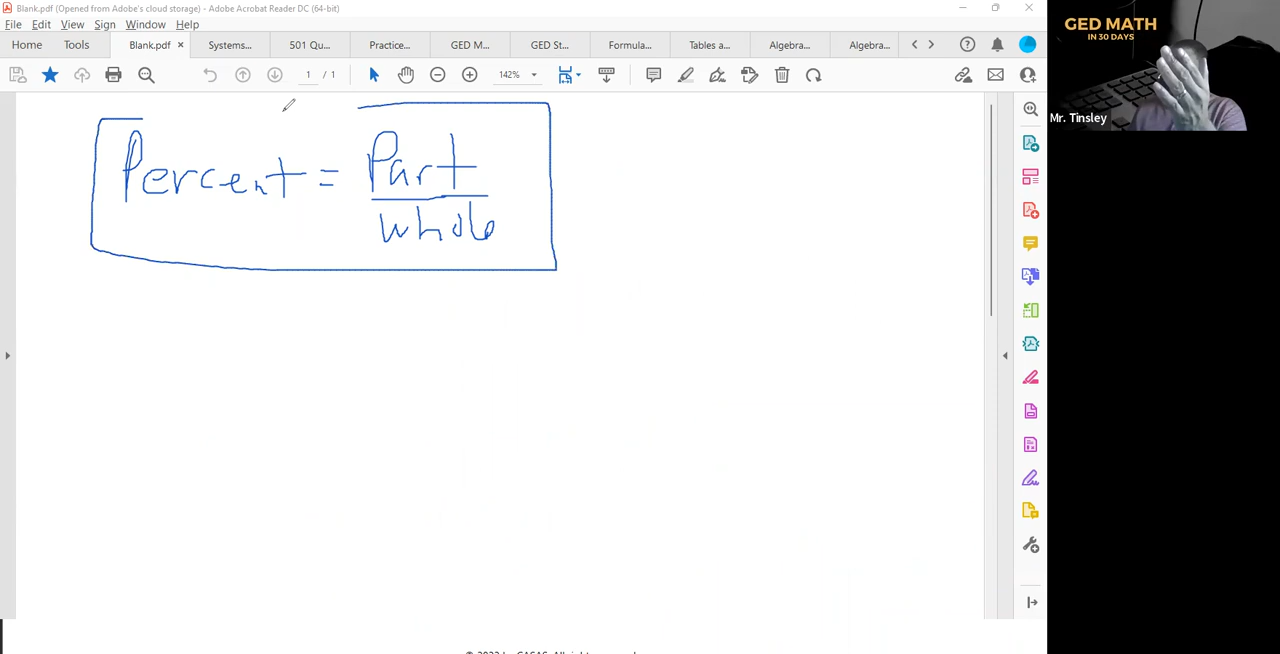 Blank.pdf (Opened from Adobe's cloud storage) - Adobe Acrobat Reader DC (64-bit)
File Edit View Sign Window Help
Home Tools Blank.pdf × Systems... 501 Qu... Practice... GED M... GED St... Formula... Tables a... Algebra... Algebra...
1 / 1 142%
GED MATH
IN 30 DAYS
Mr. Tinsley
Percent = Part
whole